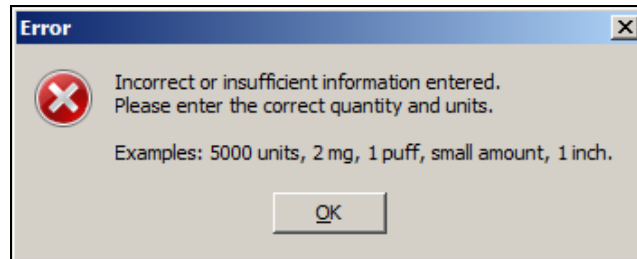 Error
Incorrect or insufficient information entered.
Please enter the correct quantity and units.
Examples: 5000 units, 2 mg, 1 puff, small amount, 1 inch.
OK